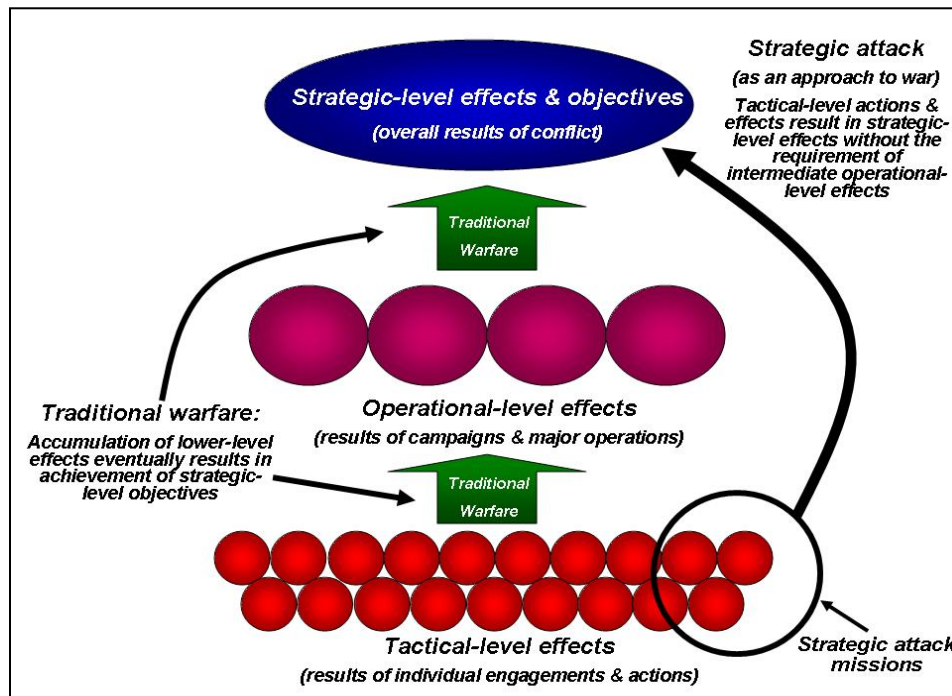 Strategic attack
(as an approach to war)
Tactical-level actions &
effects result in strategic-
level effects without the
requirement of
intermediate operational-
level effects
Strategic-level effects & objectives
(overall results of conflict)
Traditional
Warfare
Traditional warfare:
Accumulation of lower-level
effects eventually results in
achievement of strategic-
level objectives
Operational-level effects
(results of campaigns & major operations)
Traditional
Warfare
Tactical-level effects
(results of individual engagements & actions)
Strategic attack
missions